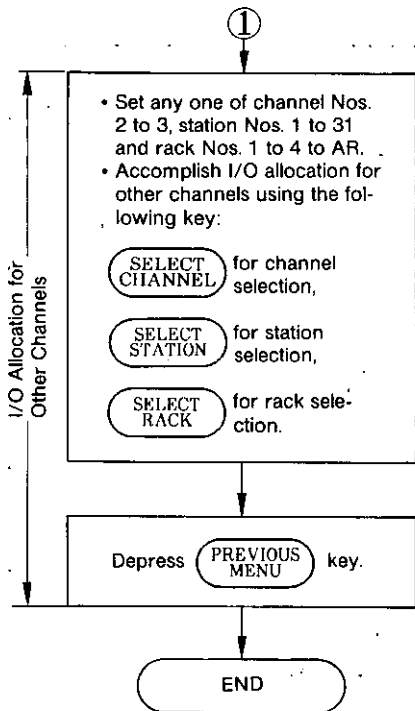 ①
I/O Allocation for
Other Channels
• Set any one of channel Nos.
2 to 3, station Nos. 1 to 31
and rack Nos. 1 to 4 to AR.
• Accomplish I/O allocation for
other channels using the fol-
lowing key:
SELECT
CHANNEL
for channel
selection,
SELECT
STATION
for station
selection,
SELECT
RACK
for rack sele-
ction.
Depress PREVIOUS
MENU key.
END